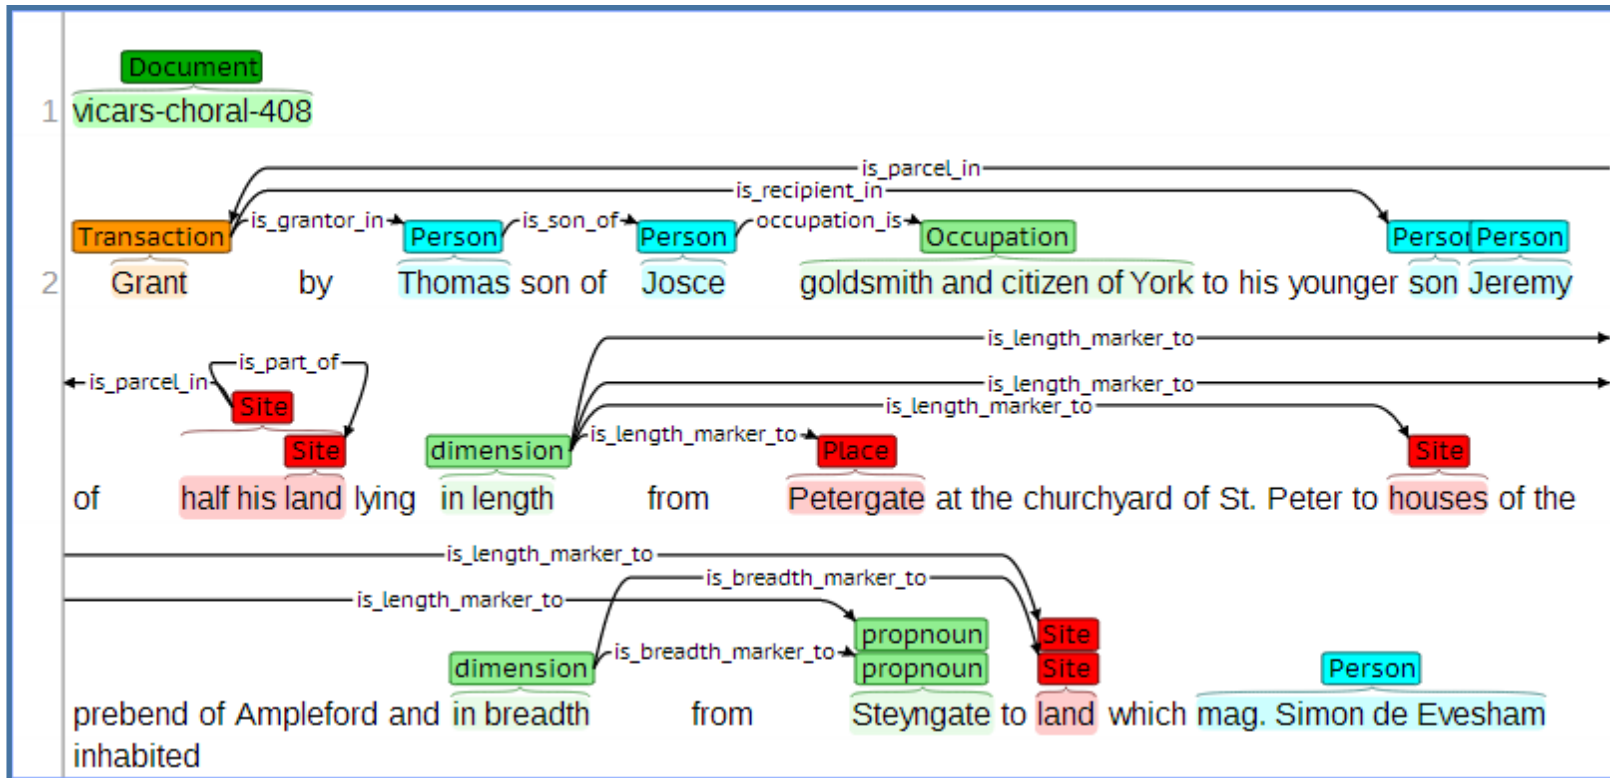 Document
1 vicars-choral-408
is_parcel_in
is_recipient_in
Transaction is_grantor_in Person is_son_of Person occupation_is Occupation Person Person
2 Grant by Thomas son of Josce goldsmith and citizen of York to his younger son Jeremy
is_length_marker_to
is_part_of
is_parcel_in is_length_marker_to
Site is_length_marker_to
Site dimension is_length_marker_to Place Site
of half his land lying in length from Petergate at the churchyard of St. Peter to houses of the
is_length_marker_to
is_breadth_marker_to
is_length_marker_to
propnoun Site
dimension is_breadth_marker_to propnoun Site Person
prebend of Ampleford and in breadth from Steyngate to land which mag. Simon de Evesham
inhabited